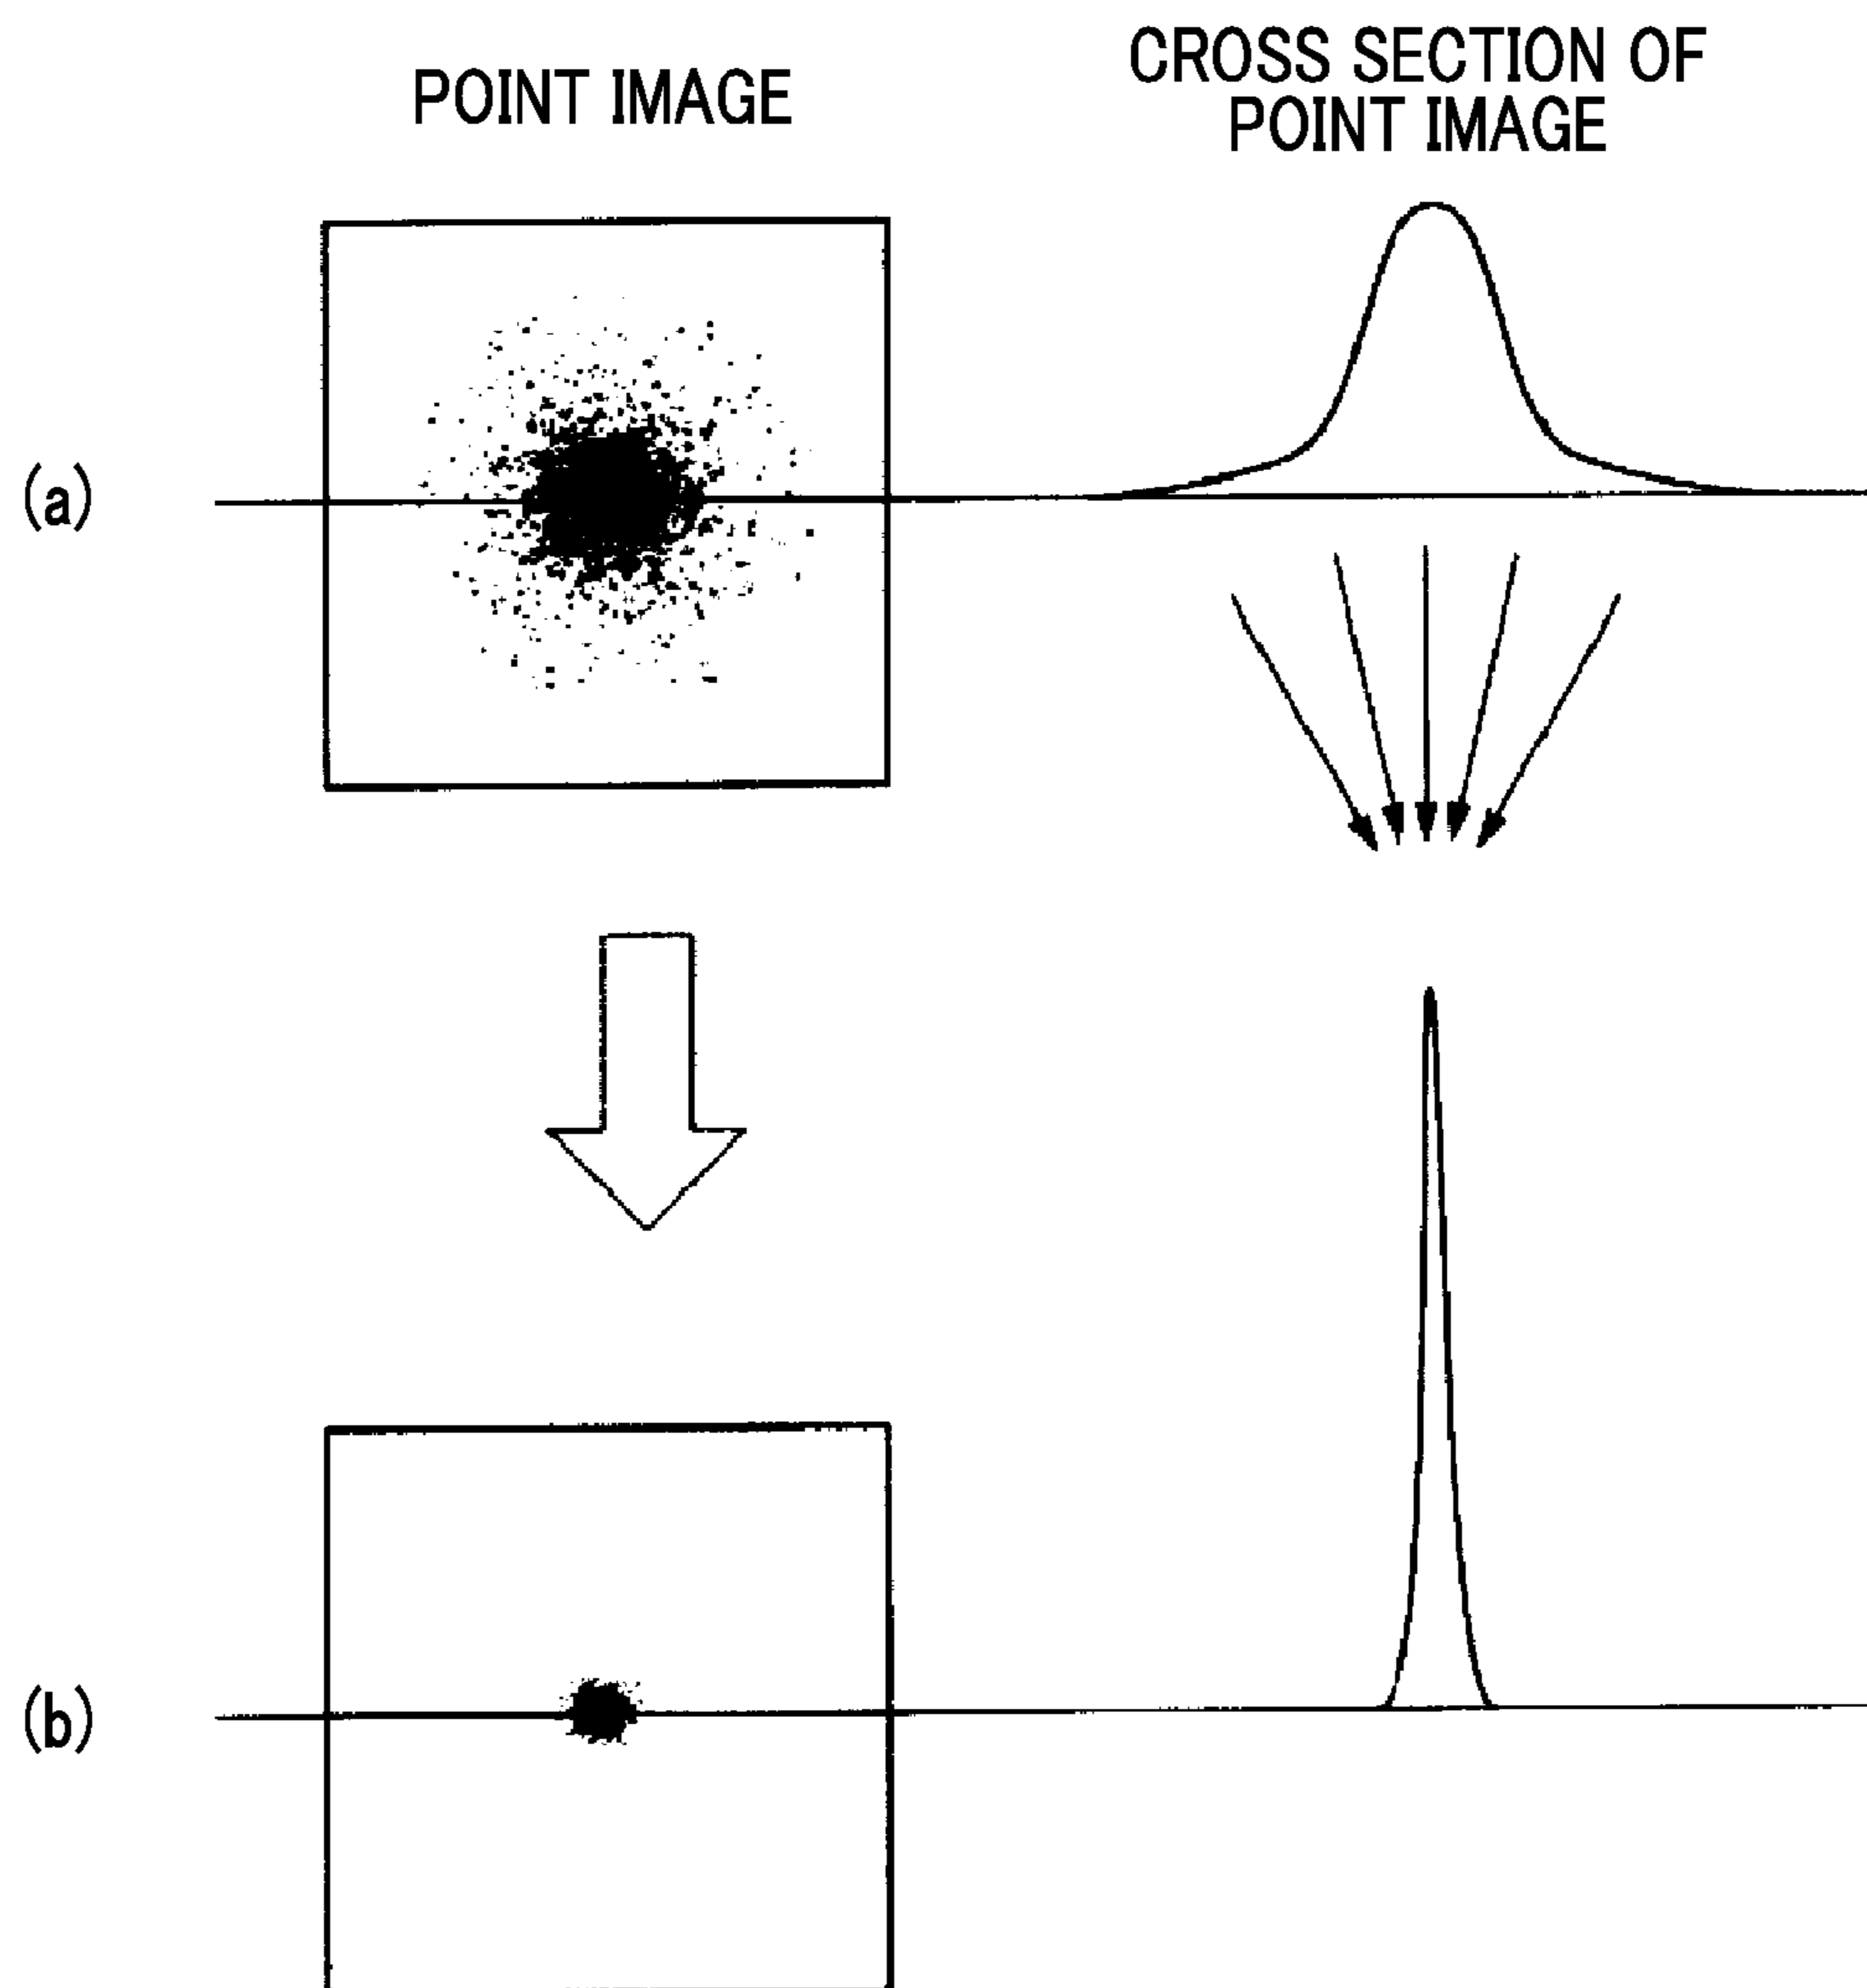 POINT IMAGE
CROSS SECTION OF
POINT IMAGE
(a)
(b)